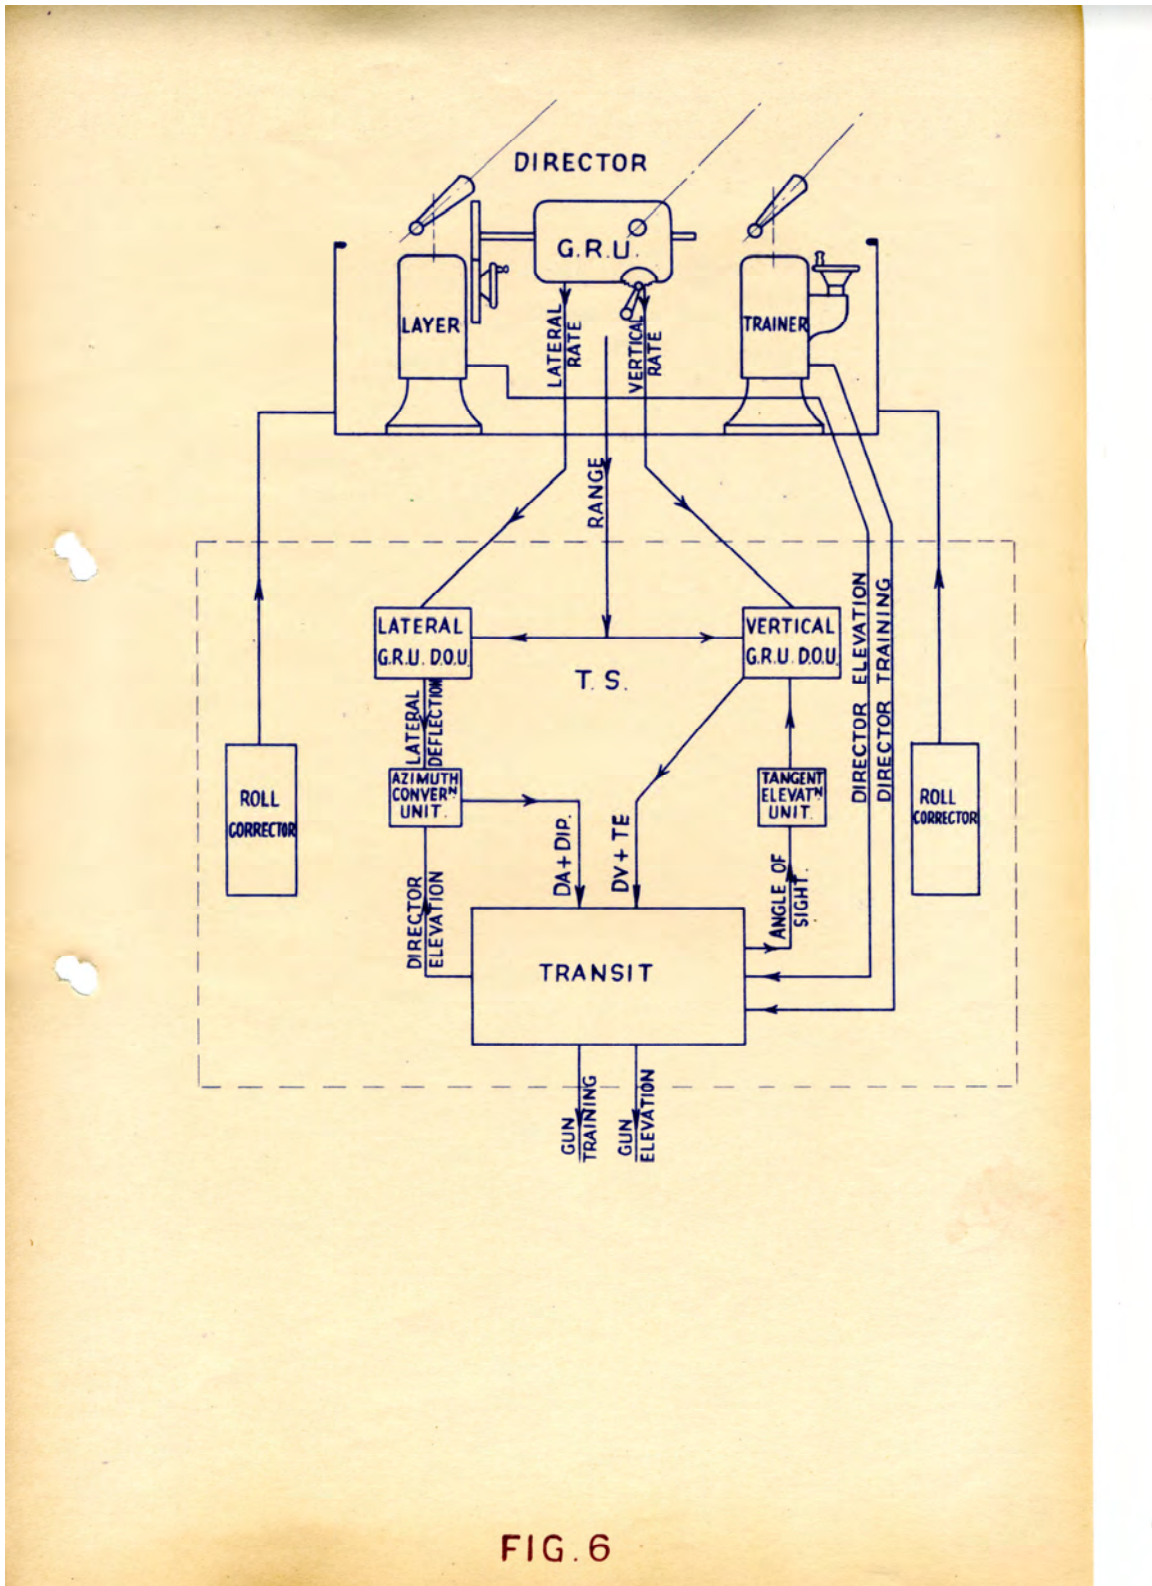 DIRECTOR
G.R.U.
LAYER
TRAINER
LATERAL
RATE
VERTICAL
RATE
RANGE
DIRECTOR ELEVATION
DIRECTOR TRAINING
LATERAL
G.R.U. D.O.U.
VERTICAL
G.R.U. D.O.U.
T. S.
LATERAL
DEFLECTION
ROLL
CORRECTOR
AZIMUTH
CONVERN
UNIT.
TANGENT
ELEVATN
UNIT.
ROLL
CORRECTOR
DA + DIP.
DV + TE
DIRECTOR
ELEVATION
ANGLE OF
SIGHT.
TRANSIT
GUN
TRAINING
GUN
ELEVATION
FIG. 6